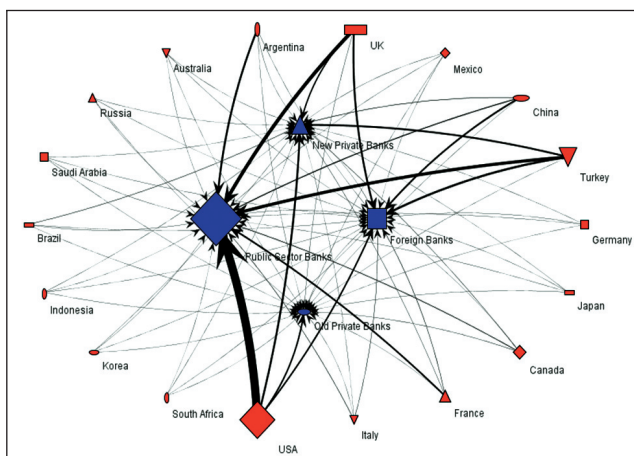 Argentina
UK
Australia
Mexico
Russia
China
New Private Banks
Saudi Arabia
Turkey
Brazil
Public Sector Banks
Foreign Banks
Germany
Indonesia
Old Private Banks
Japan
Korea
Canada
South Africa
France
USA
Italy